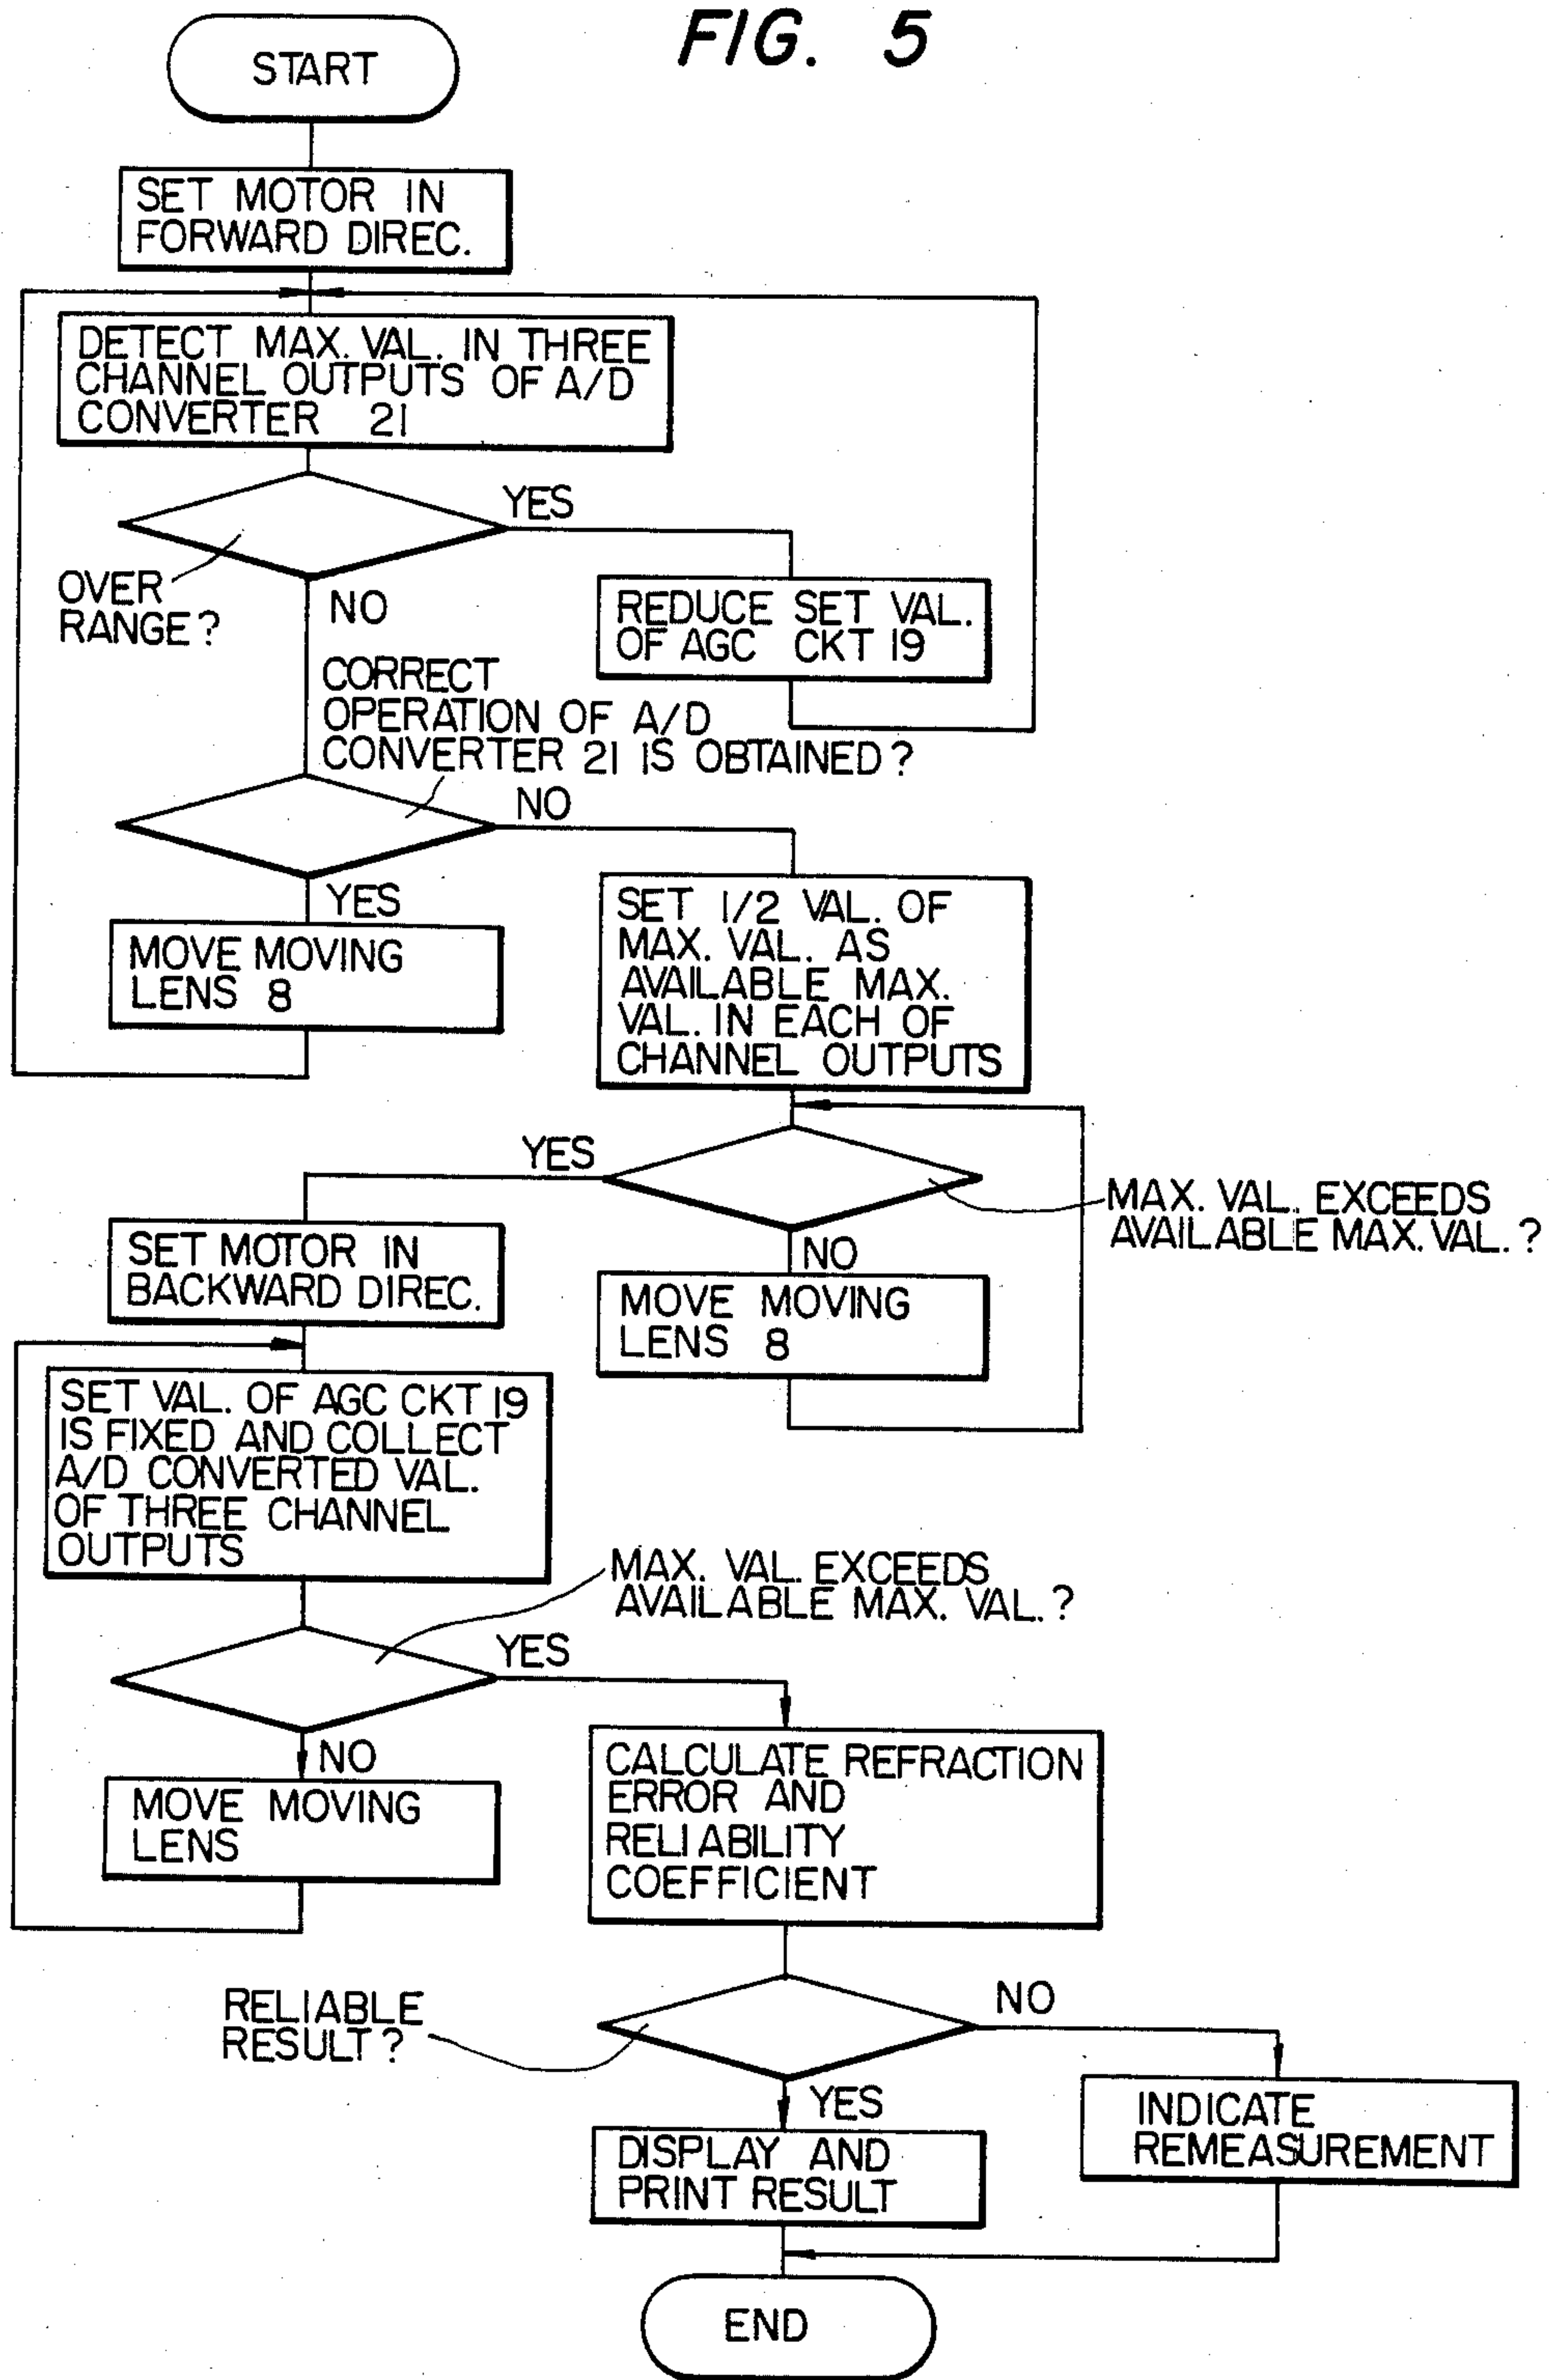 FIG. 5
START
SET MOTOR IN
FORWARD DIREC.
DETECT MAX. VAL. IN THREE
CHANNEL OUTPUTS OF A/D
CONVERTER 21
YES
OVER
RANGE?
NO
REDUCE SET VAL.
OF AGC CKT 19
CORRECT
OPERATION OF A/D
CONVERTER 21 IS OBTAINED?
NO
YES
MOVE MOVING
LENS 8
SET 1/2 VAL. OF
MAX. VAL. AS
AVAILABLE MAX.
VAL. IN EACH OF
CHANNEL OUTPUTS
YES
MAX. VAL. EXCEEDS
AVAILABLE MAX. VAL.?
NO
SET MOTOR IN
BACKWARD DIREC.
MOVE MOVING
LENS 8
SET VAL. OF AGC CKT 19
IS FIXED AND COLLECT
A/D CONVERTED VAL.
OF THREE CHANNEL
OUTPUTS
MAX. VAL. EXCEEDS
AVAILABLE MAX. VAL.?
YES
NO
MOVE MOVING
LENS
CALCULATE REFRACTION
ERROR AND
RELIABILITY
COEFFICIENT
RELIABLE
RESULT?
NO
YES
DISPLAY AND
PRINT RESULT
INDICATE
REMEASUREMENT
END